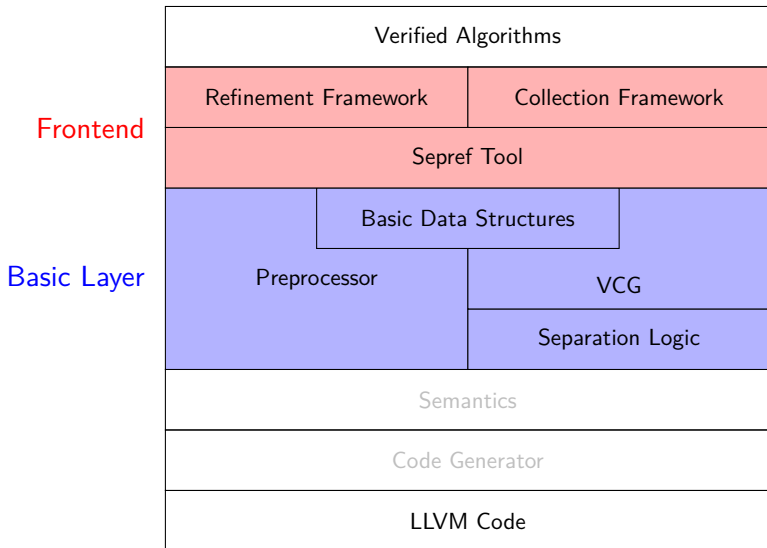 Verified Algorithms
Refinement Framework
Collection Framework
Frontend
Sepref Tool
Basic Data Structures
Basic Layer
Preprocessor
VCG
Separation Logic
Semantics
Code Generator
LLVM Code